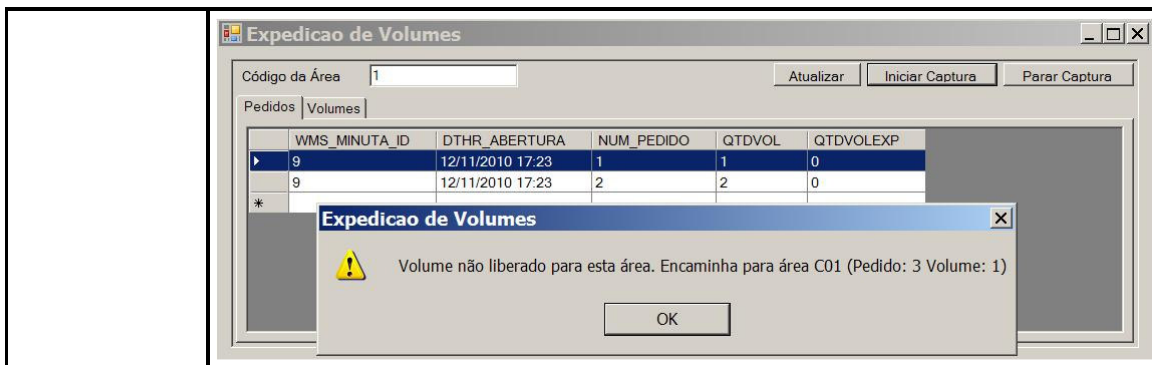 Expedicao de Volumes
Código da Área 1 Atualizar Iniciar Captura Parar Captura
Pedidos Volumes
WMS_MINUTA_ID DTHR_ABERTURA NUM_PEDIDO QTDVOL QTDVOLEXP
9 12/11/2010 17:23 1 1 0
9 12/11/2010 17:23 2 2 0
*
Expedicao de Volumes
Volume não liberado para esta área. Encaminha para área C01 (Pedido: 3 Volume: 1)
OK